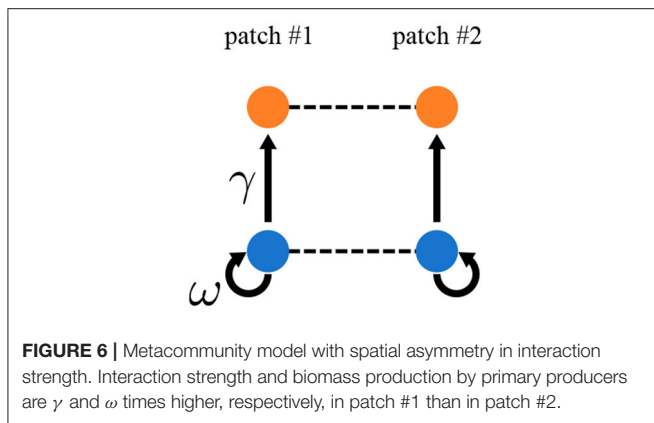 patch #1 patch #2
γ
ω
FIGURE 6 | Metacommunity model with spatial asymmetry in interaction
strength. Interaction strength and biomass production by primary producers
are γ and ω times higher, respectively, in patch #1 than in patch #2.